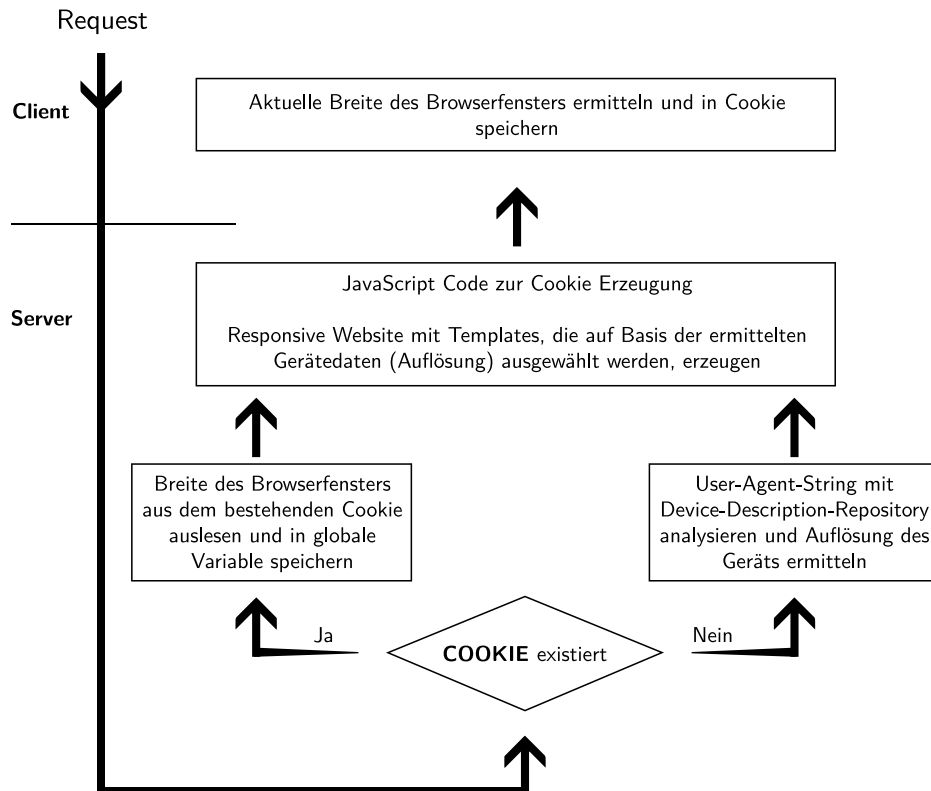 Request
Client
Aktuelle Breite des Browserfensters ermitteln und in Cookie
speichern
Server
JavaScript Code zur Cookie Erzeugung
Responsive Website mit Templates, die auf Basis der ermittelten
Gerätedaten (Auflösung) ausgewählt werden, erzeugen
Breite des Browserfensters
aus dem bestehenden Cookie
auslesen und in globale
Variable speichern
User-Agent-String mit
Device-Description-Repository
analysieren und Auflösung des
Geräts ermitteln
Ja
Nein
COOKIE existiert